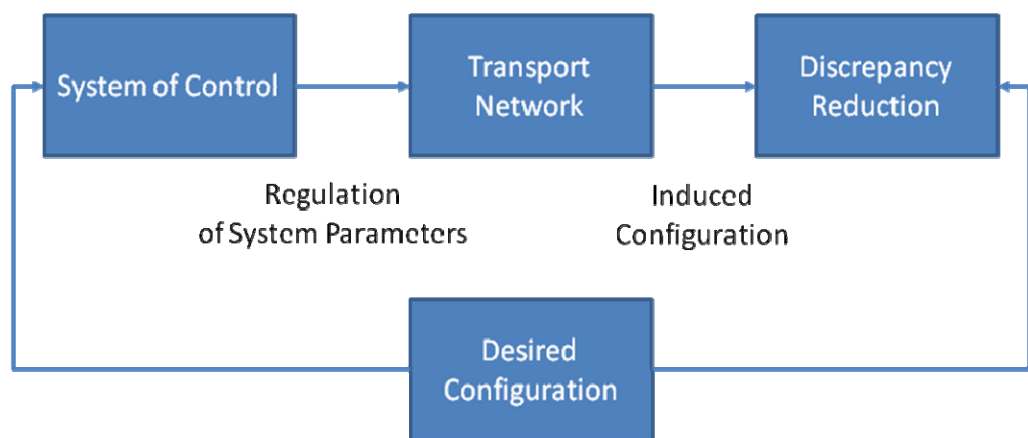 System of Control
Transport
Network
Discrepancy
Reduction
Regulation
of System Parameters
Induced
Configuration
Desired
Configuration